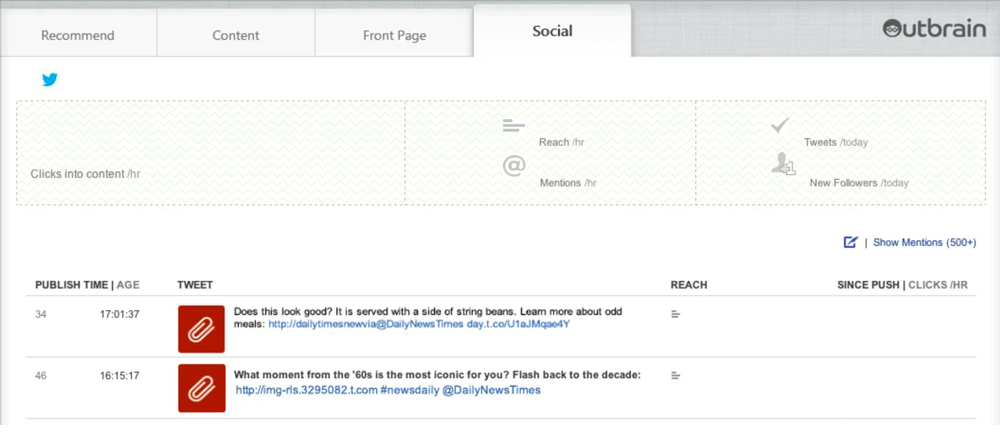 Recommend
Content
Front Page
Social
Outbrain
Clicks into content /hr
Reach /hr
@
Mentions /hr
Tweets /today
+1
New Followers /today
| Show Mentions (500+)
PUBLISH TIME | AGE TWEET REACH SINCE PUSH | CLICKS /HR
34 17:01:37 Does this look good? It is served with a side of string beans. Learn more about odd
meals: http://dailytimesnewvia@DailyNewsTimes day.t.co/U1aJMqae4Y
46 16:15:17 What moment from the '60s is the most iconic for you? Flash back to the decade:
http://img-rls.3295082.t.com #newsdaily @DailyNewsTimes